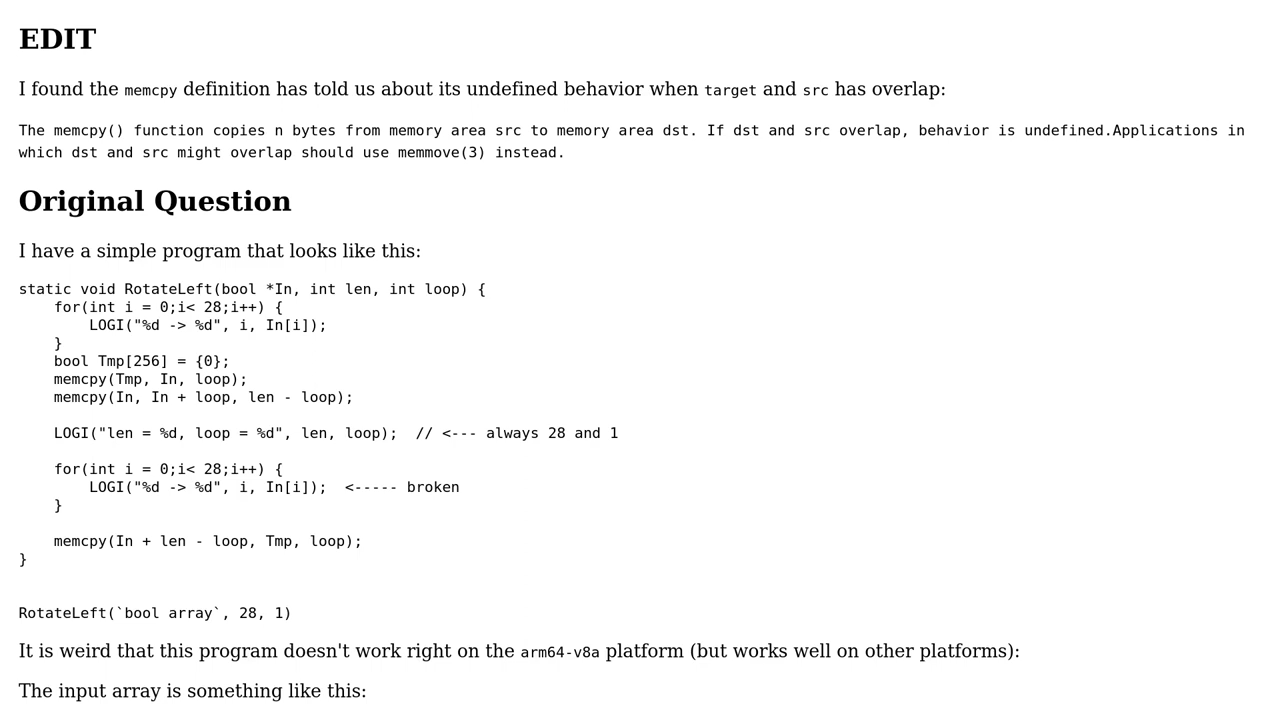 EDIT
I found the memcpy definition has told us about its undefined behavior when target and src has overlap:
The memcpy() function copies n bytes from memory area src to memory area dst. If dst and src overlap, behavior is undefined.Applications in
which dst and src might overlap should use memmove(3) instead.
Original Question
I have a simple program that looks like this:
static void RotateLeft(bool *In, int len, int loop) {
    for(int i = 0;i< 28;i++) {
        LOGI("%d -> %d", i, In[i]);
    }
    bool Tmp[256] = {0};
    memcpy(Tmp, In, loop);
    memcpy(In, In + loop, len - loop);
    LOGI("len = %d, loop = %d", len, loop);  // <--- always 28 and 1
    for(int i = 0;i< 28;i++) {
        LOGI("%d -> %d", i, In[i]);  <----- broken
    }
    memcpy(In + len - loop, Tmp, loop);
}
RotateLeft(`bool array`, 28, 1)
It is weird that this program doesn't work right on the arm64-v8a platform (but works well on other platforms):
The input array is something like this: